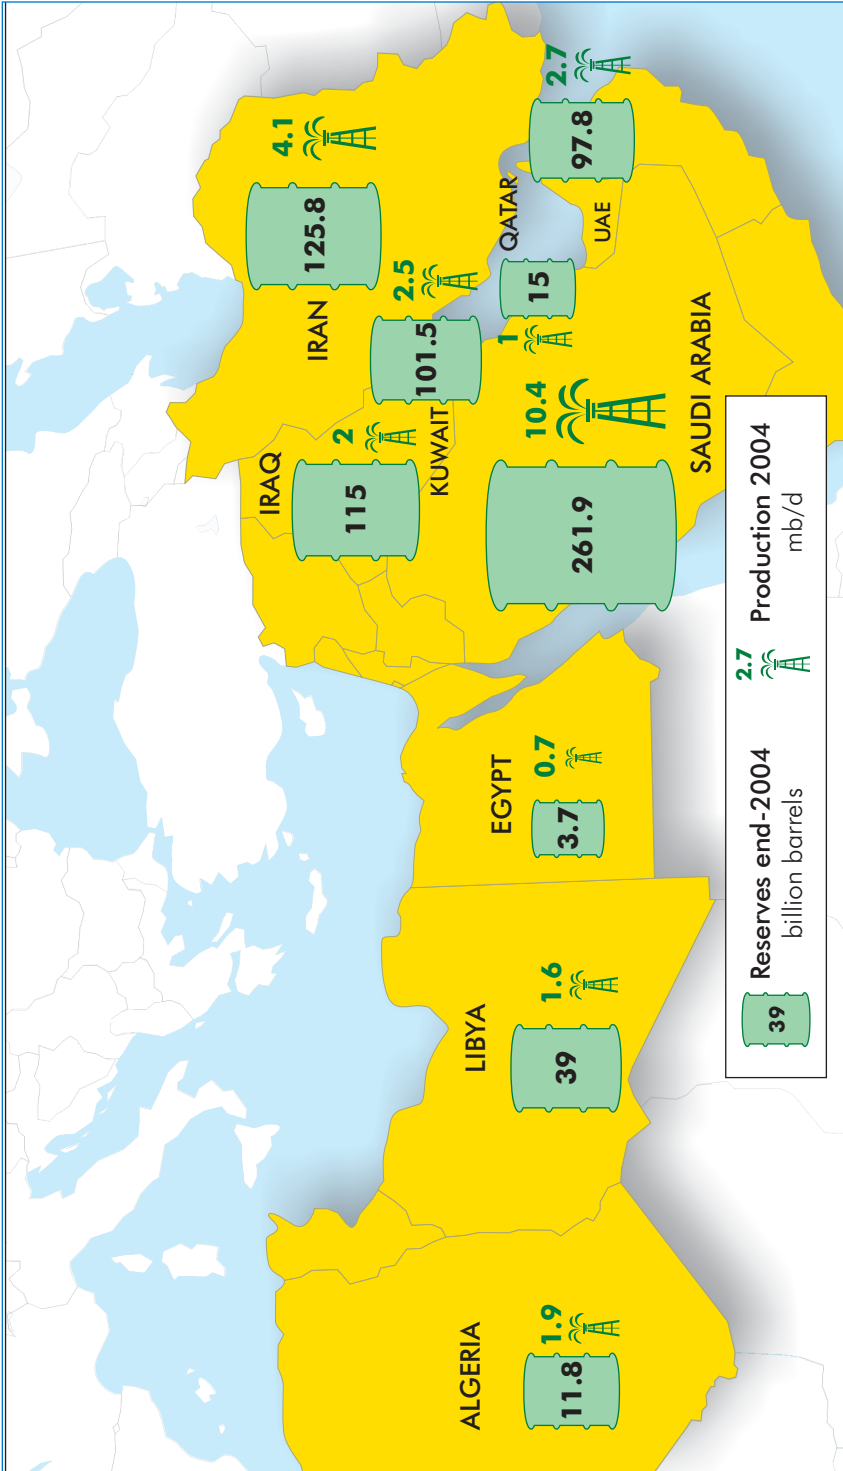 ALGERIA
1.9
11.8
LIBYA
1.6
39
EGYPT
0.7
3.7
IRAQ
2
115
KUWAIT
2.5
101.5
IRAN
4.1
125.8
QATAR
1
15
UAE
2.7
97.8
SAUDI ARABIA
10.4
261.9
39
Reserves end-2004
billion barrels
2.7
Production 2004
mb/d